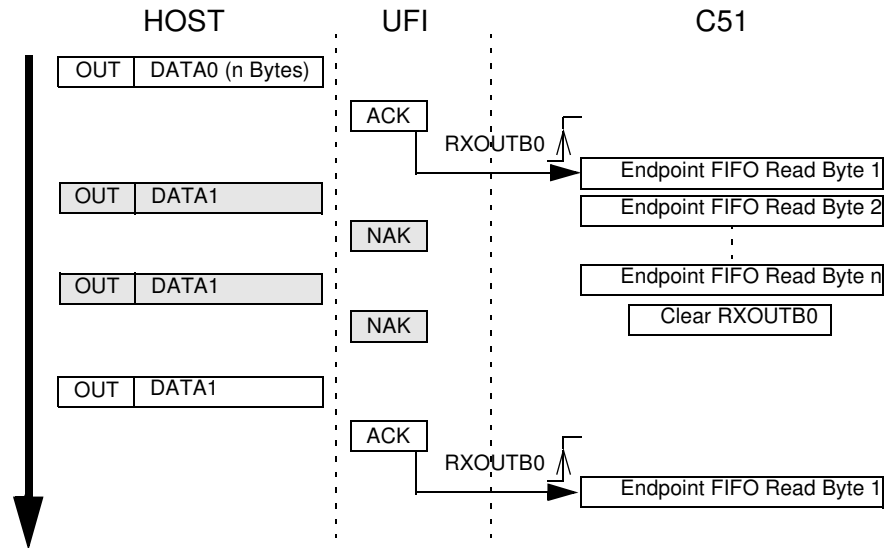 HOST UFI C51
OUT DATA0 (n Bytes)
ACK
RXOUTB0
Endpoint FIFO Read Byte 1
OUT DATA1
Endpoint FIFO Read Byte 2
NAK
Endpoint FIFO Read Byte n
OUT DATA1
Clear RXOUTB0
NAK
OUT DATA1
ACK
RXOUTB0
Endpoint FIFO Read Byte 1